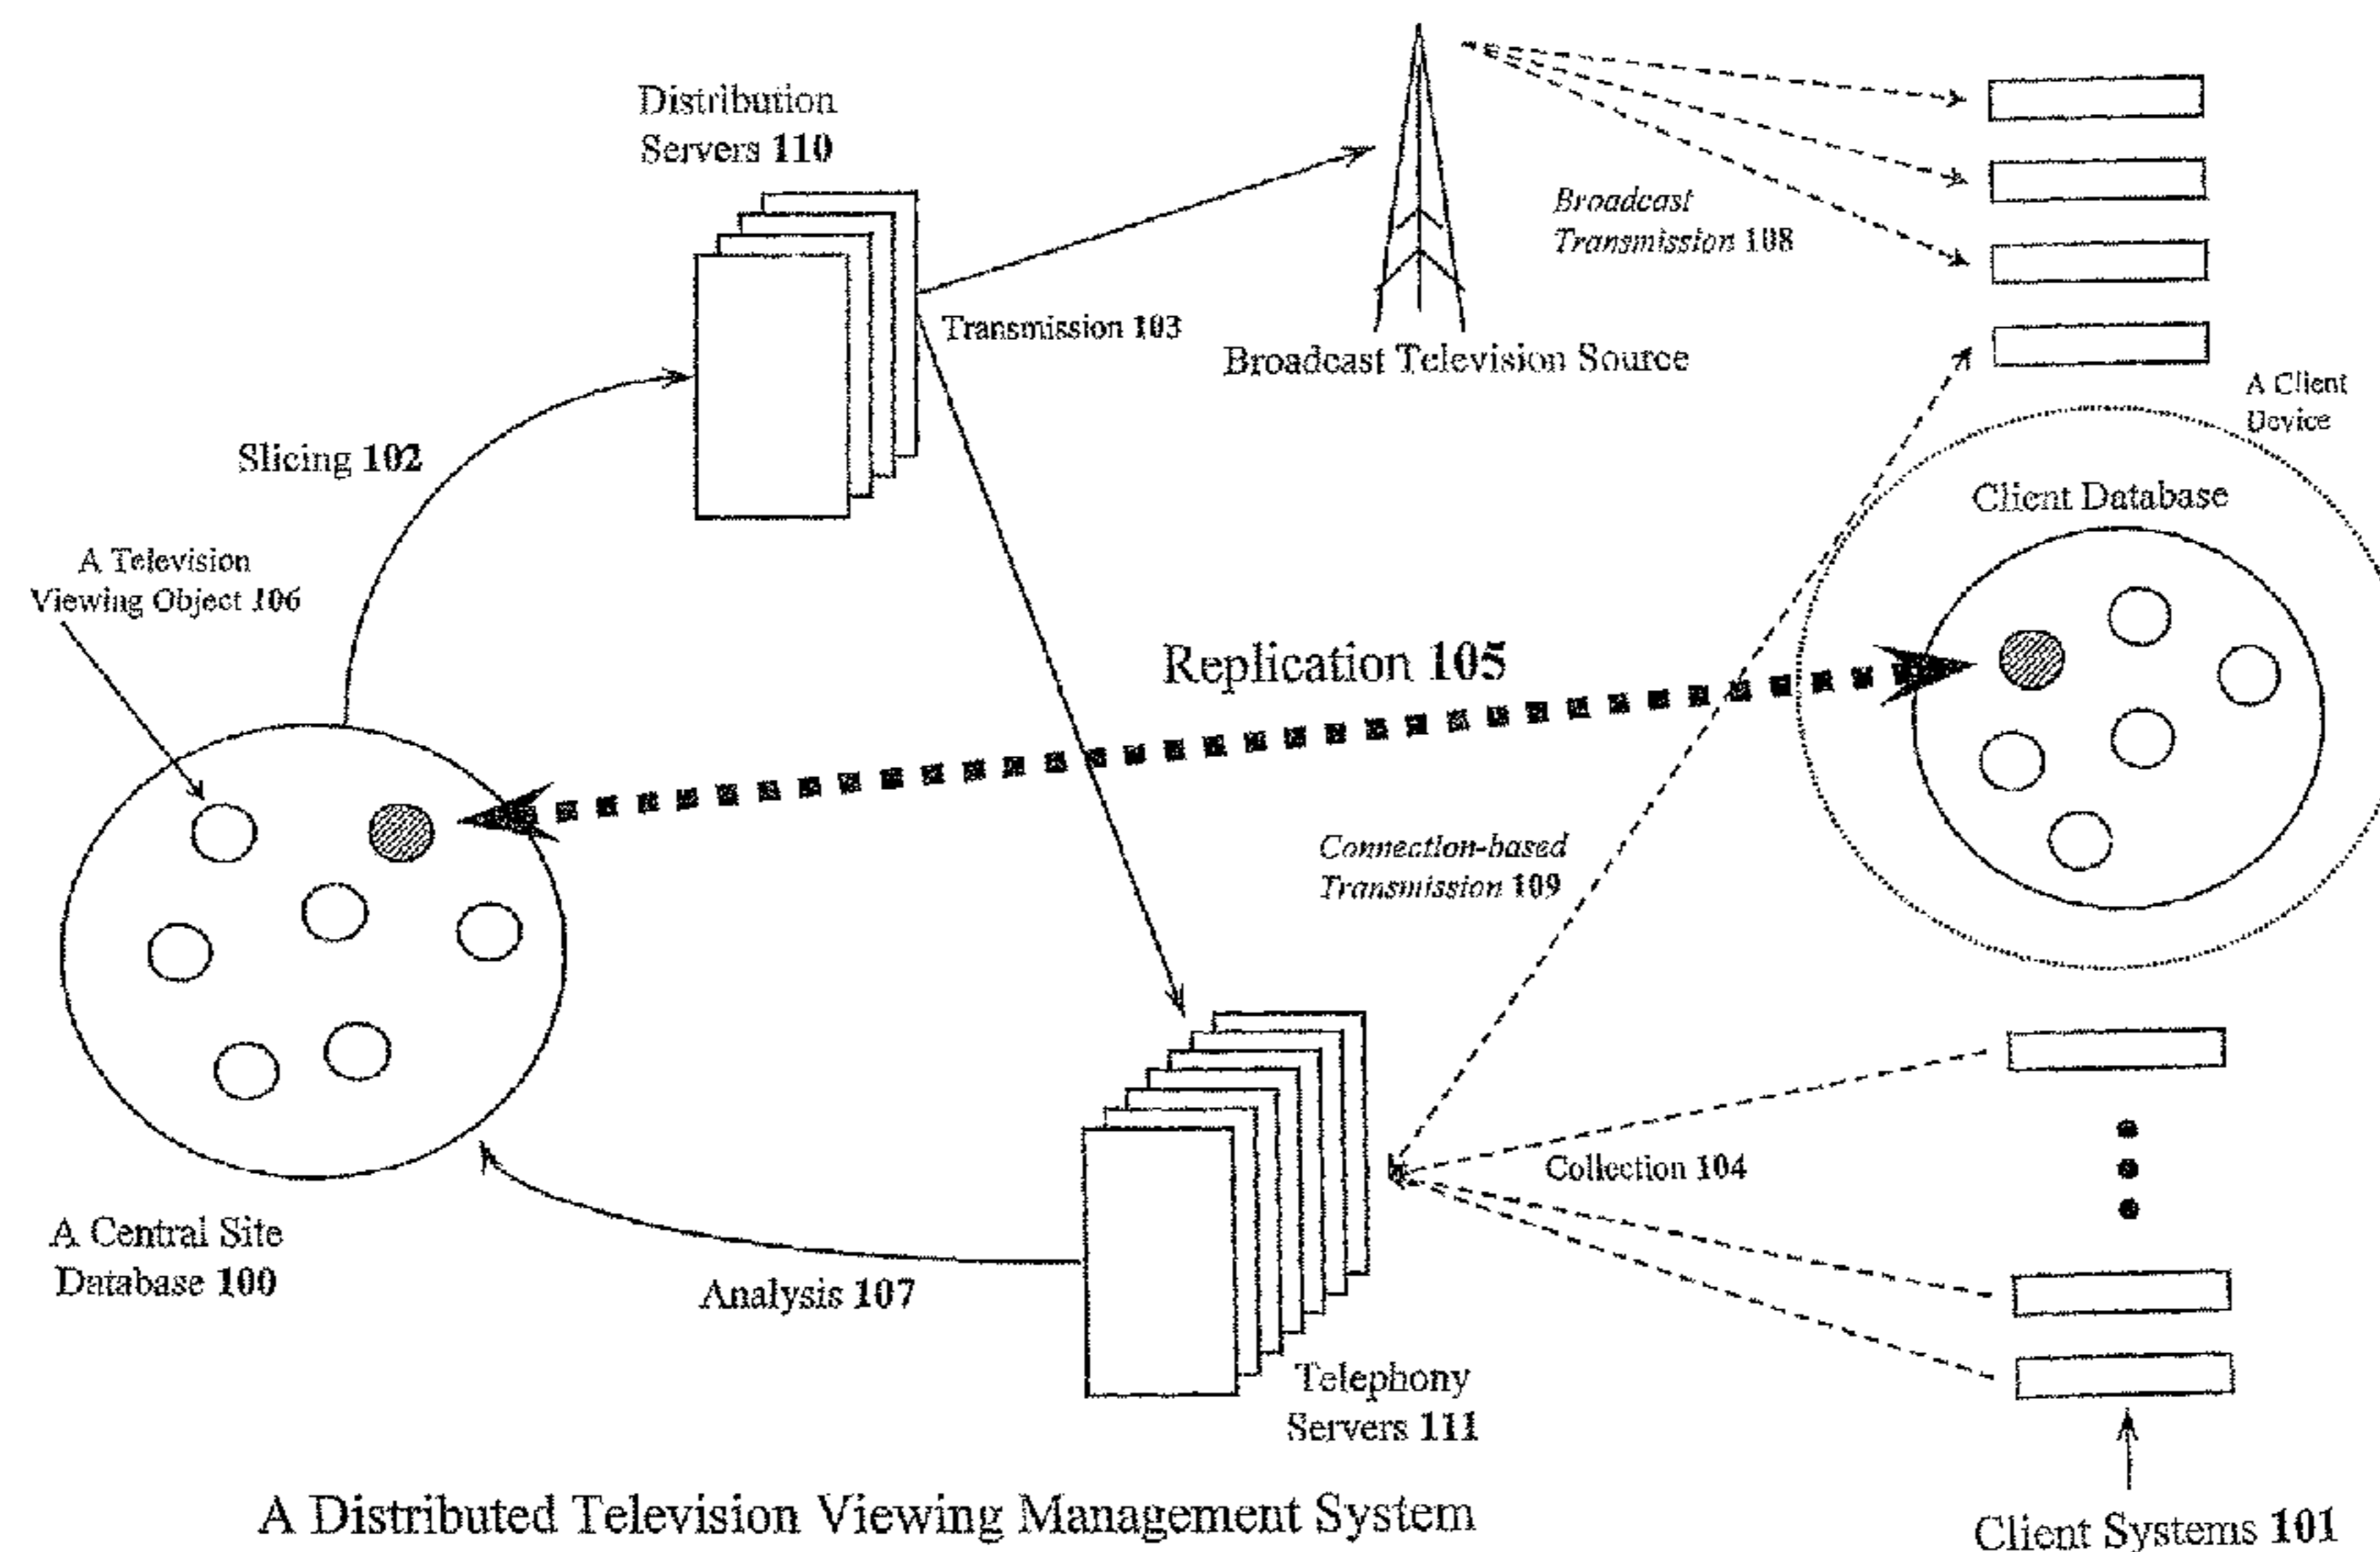 Distribution
Servers 110
Broadcast
Transmission 108
Transmission 103
Broadcast Television Source
A Client
Device
Slicing 102
Client Database
A Television
Viewing Object 106
Replication 105
Connection-based
Transmission 109
Collection 104
A Central Site
Database 100
Analysis 107
Telephony
Servers 111
A Distributed Television Viewing Management System
Client Systems 101